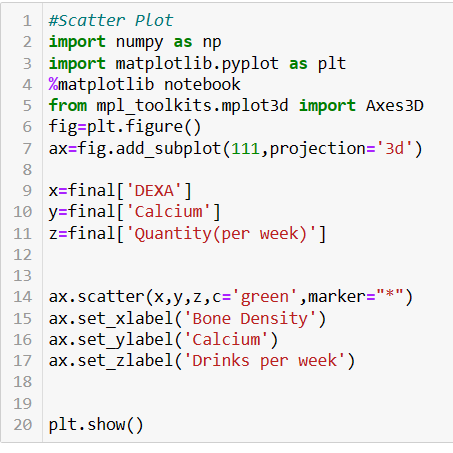 1 #Scatter Plot
2 import numpy as np
3 import matplotlib.pyplot as plt
4 %matplotlib notebook
5 from mpl_toolkits.mplot3d import Axes3D
6 fig=plt.figure()
7 ax=fig.add_subplot(111,projection='3d')
8
9 x=final['DEXA']
10 y=final['Calcium']
11 z=final['Quantity(per week)']
12
13
14 ax.scatter(x,y,z,c='green',marker="*")
15 ax.set_xlabel('Bone Density')
16 ax.set_ylabel('Calcium')
17 ax.set_zlabel('Drinks per week')
18
19
20 plt.show()